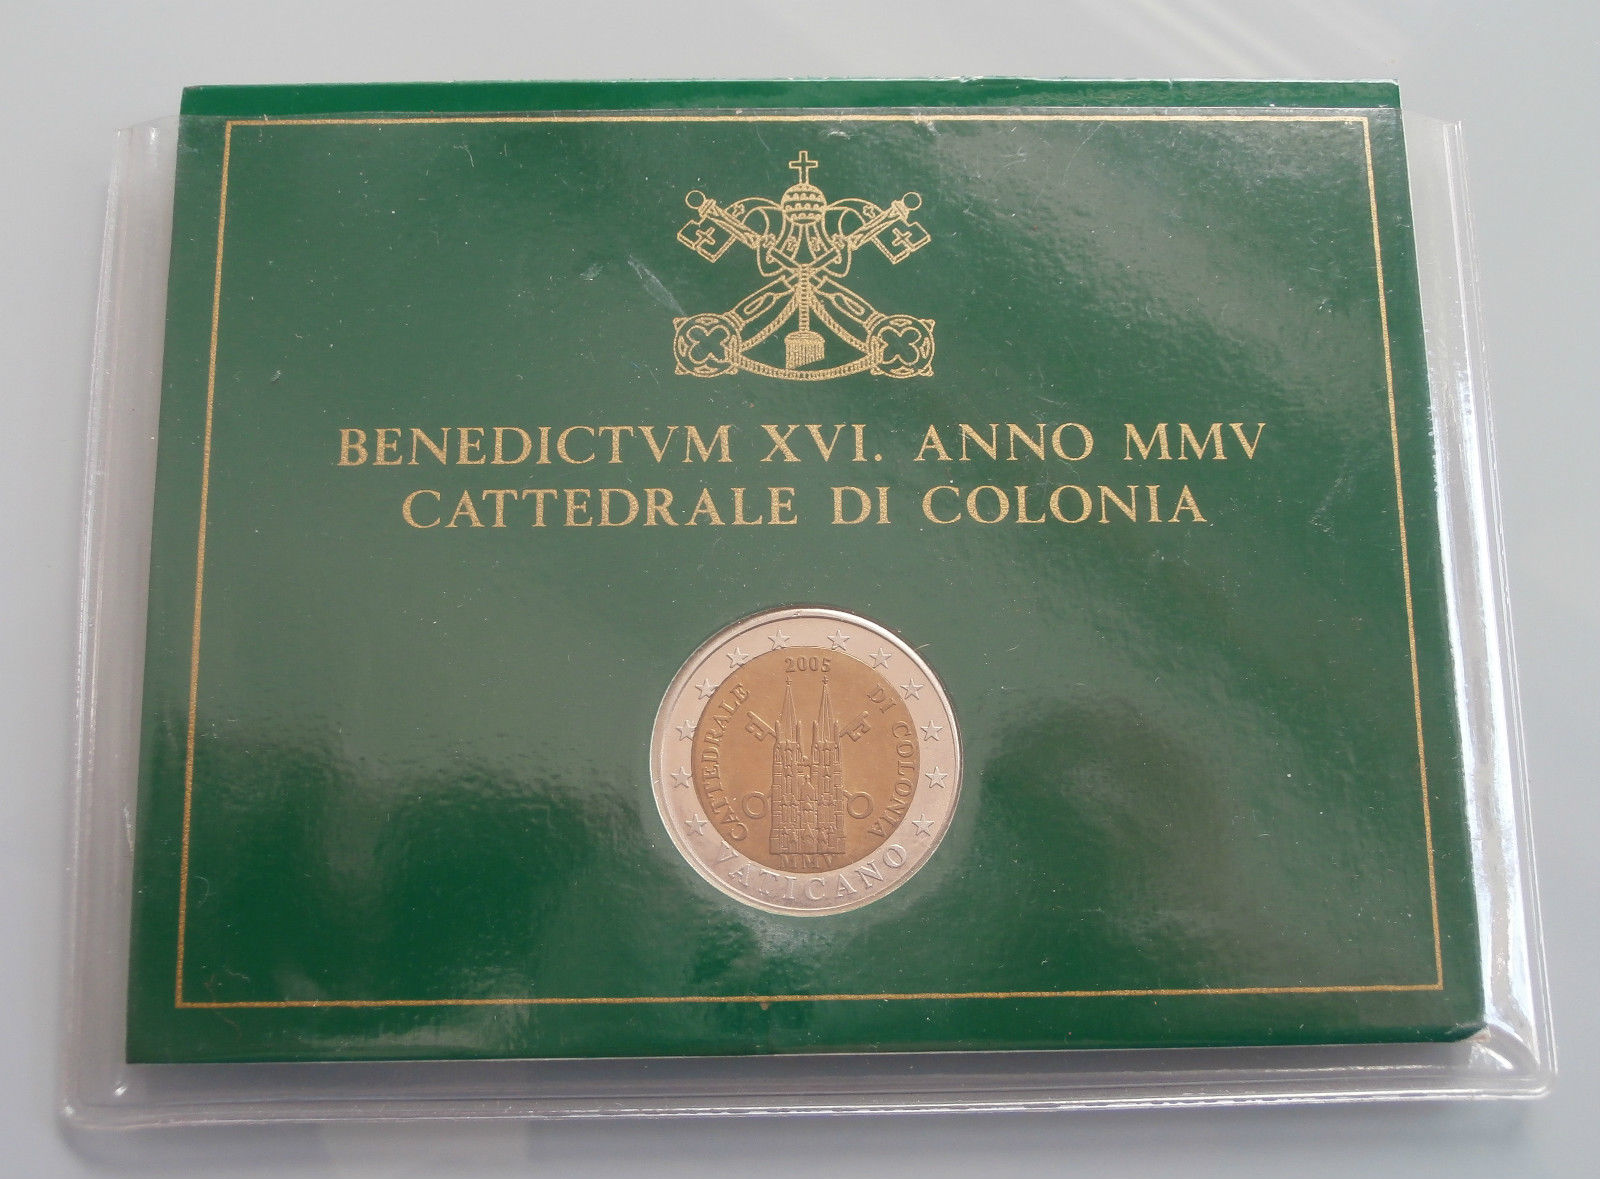 BENEDICTVM XVI. ANNO MMV
CATTEDRALE DI COLONIA
2005
CATTEDRALE DI COLONIA
MMV
VATICANO